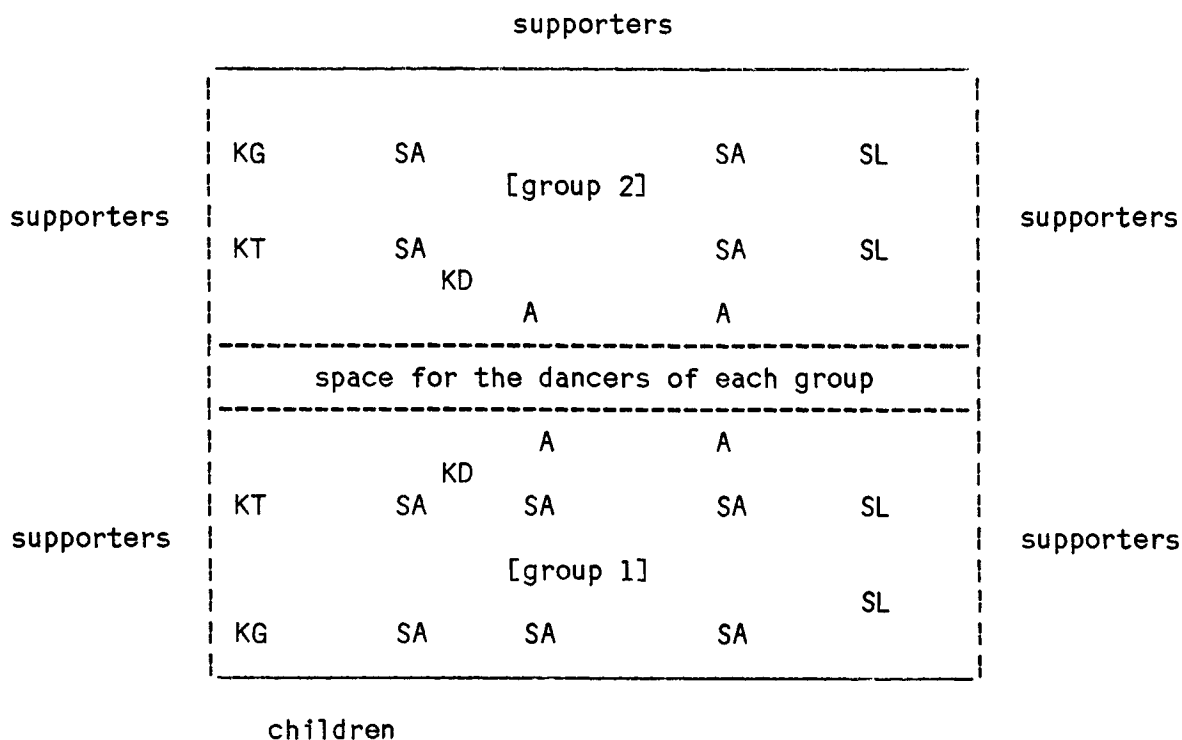 supporters
KG SA SA SL
[group 2]
supporters supporters
KT SA SA SL
KD
A A
space for the dancers of each group
A A
KD
KT SA SA SA SL
supporters supporters
[group 1]
SL
KG SA SA SA
children